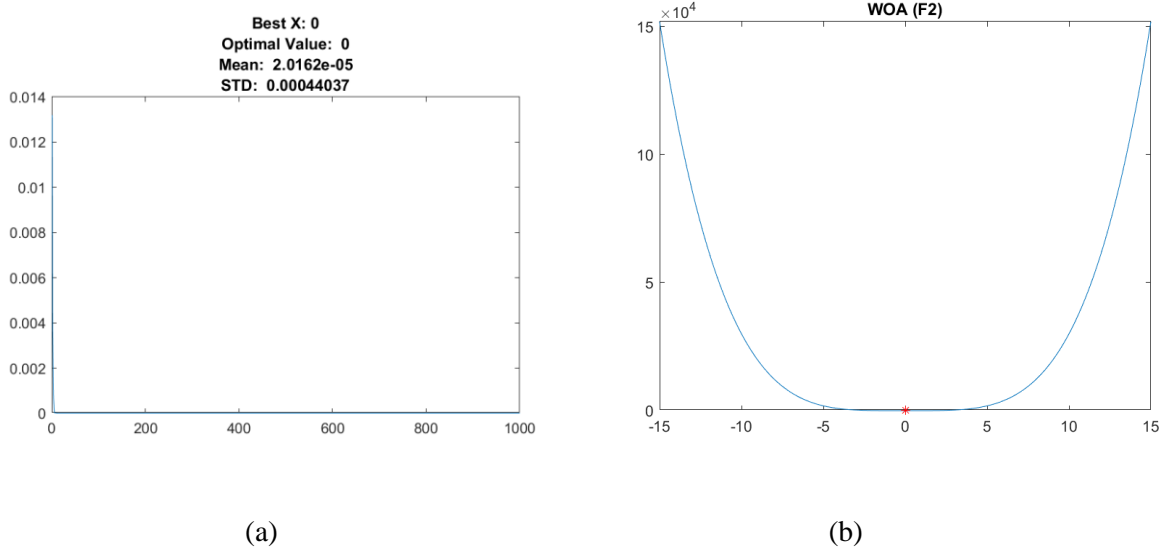 Best X: 0
Optimal Value: 0
Mean: 2.0162e-05
STD: 0.00044037
0.014
0.012
0.01
0.008
0.006
0.004
0.002
0
0 200 400 600 800 1000
(a)
WOA (F2)
×10^4
15
10
5
0
-15 -10 -5 0 5 10 15
(b)